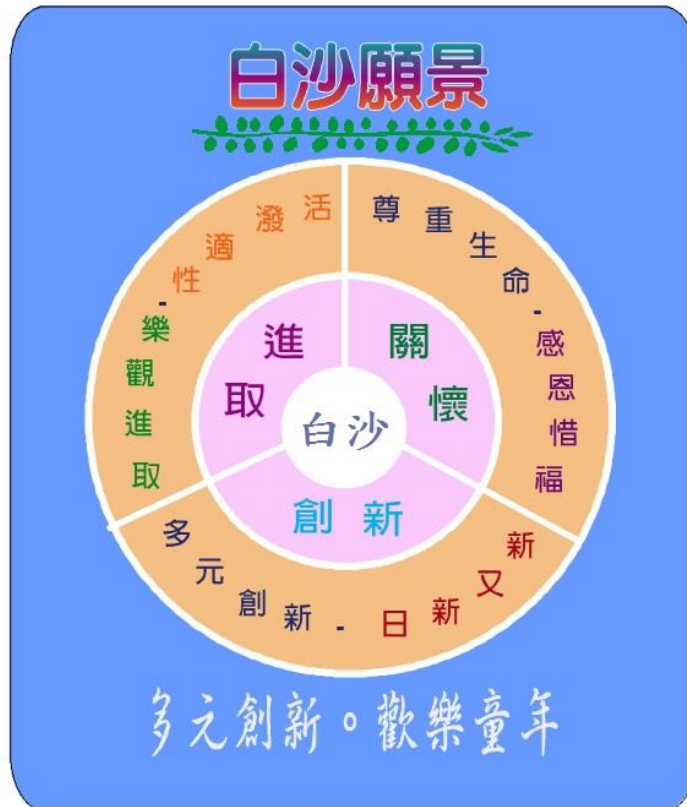 白沙願景
活潑適性-樂觀進取
尊重生命-感恩惜福
進取
關懷
白沙
創新
多元創新-日新又新
多元創新。歡樂童年